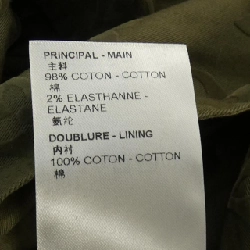 PRINCIPAL - MAIN
主料
98% COTON - COTTON
棉
2% ELASTHANNE -
ELASTANE
氨纶
DOUBLURE - LINING
内衬
100% COTON - COTTON
棉